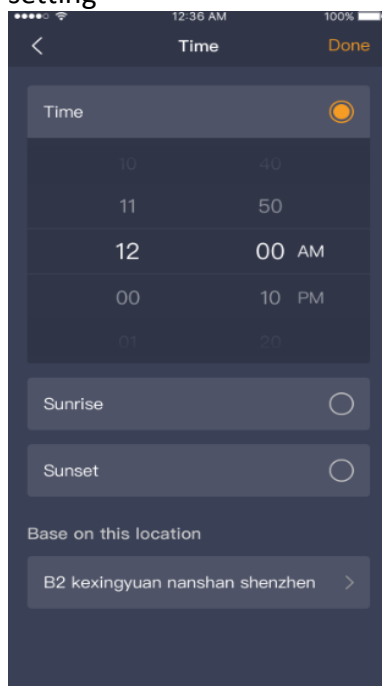 setting
12:36 AM 100%
Time Done
Time
10 40
11 50
12 00 AM
00 10 PM
01 20
Sunrise
Sunset
Base on this location
B2 kexingyuan nanshan shenzhen